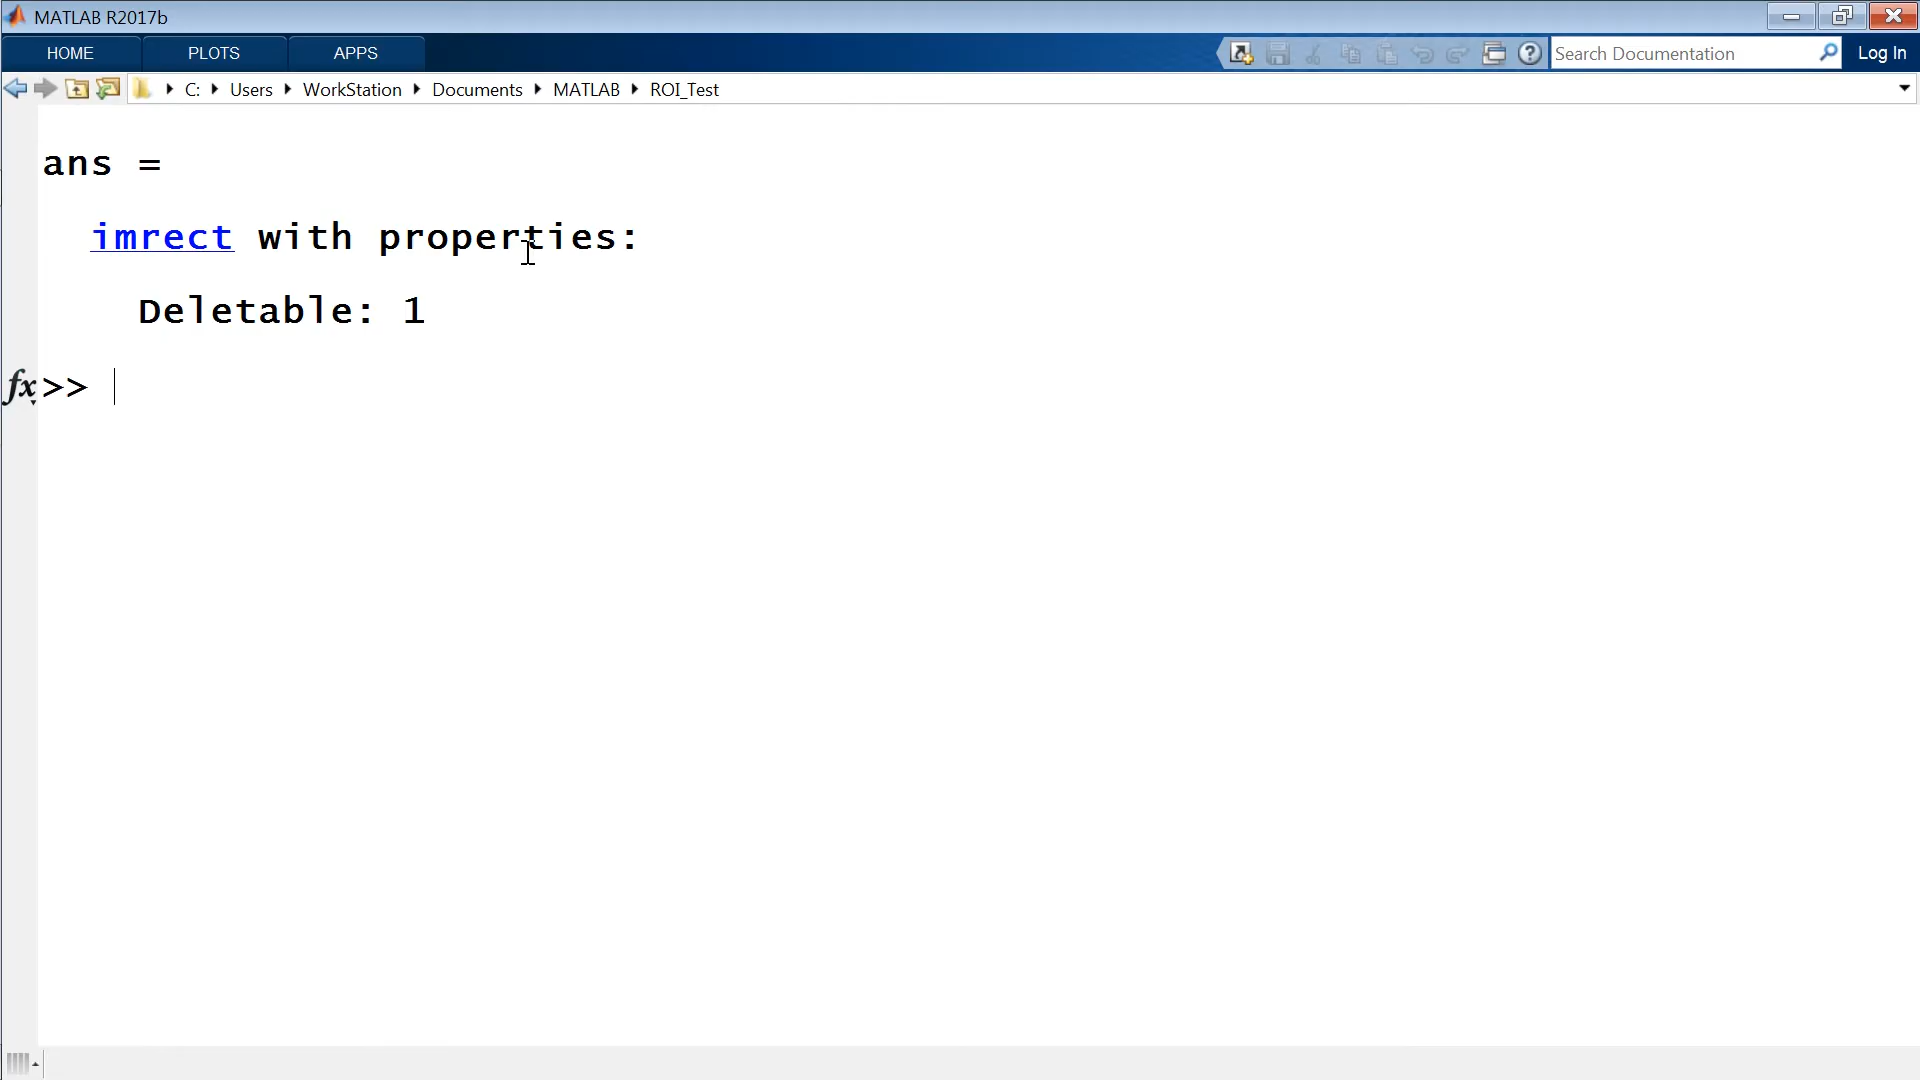 MATLAB R2017b
HOME PLOTS APPS Search Documentation Log In
C: Users WorkStation Documents MATLAB ROI_Test
ans =
imrect with properties:
Deletable: 1
fx >>